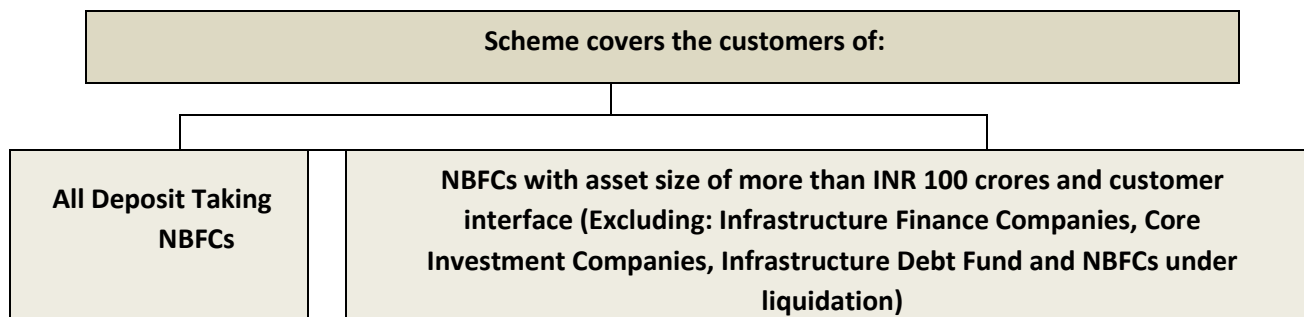 Scheme covers the customers of:
All Deposit Taking
NBFCs
NBFCs with asset size of more than INR 100 crores and customer
interface (Excluding: Infrastructure Finance Companies, Core
Investment Companies, Infrastructure Debt Fund and NBFCs under
liquidation)